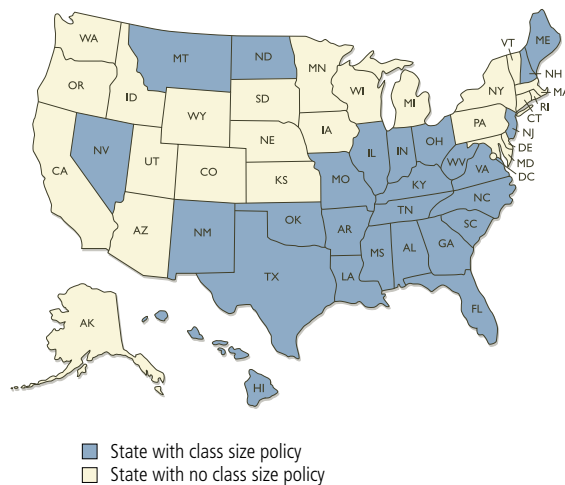 WA
MT
ND
MN
VT
ME
NH
MA
RI
CT
OR
ID
SD
WI
MI
NY
WY
IA
PA
NJ
NE
DE
MD
DC
NV
UT
CO
KS
IL
IN
OH
WV
VA
CA
MO
KY
NC
TN
AZ
NM
OK
AR
SC
MS
AL
GA
TX
LA
FL
AK
HI
State with class size policy
State with no class size policy